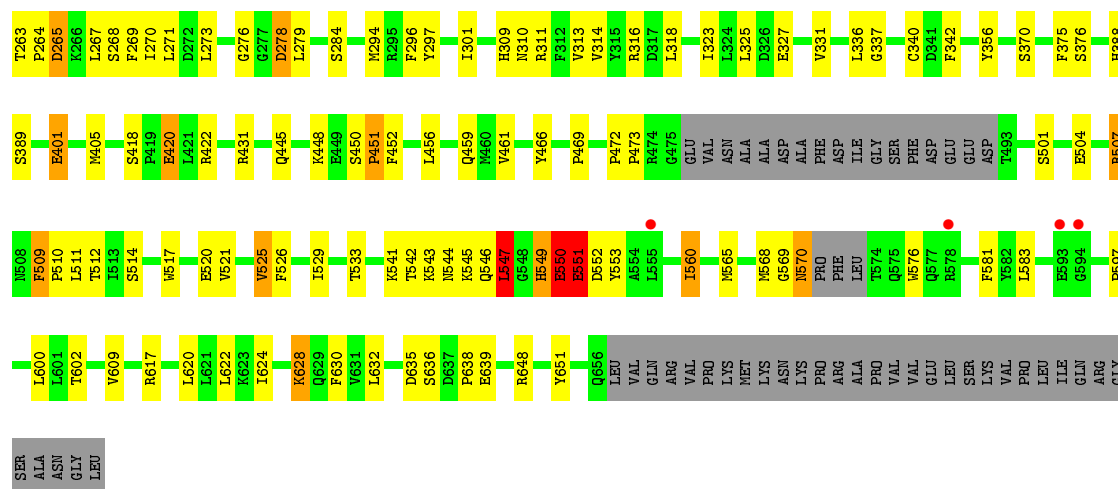 T263 P264 D265 K266 L267 S268 F269 I270 L271 D272 L273 G276 G277 D278 L279 S284 M294 R295 F296 Y297 I301 H309 N310 R311 F312 V313 V314 Y315 R316 D317 L318 I323 L324 L325 D326 E327 V331 L336 G337 C340 D341 F342 Y356 S370 F375 S376
S389 E401 M405 S418 P419 E420 L421 R422 R431 Q445 K448 E449 S450 P451 F452 L456 Q459 M460 V461 Y466 P469 P472 P473 R474 G475 GLU VAL ASN ALA ALA ASP ALA PHE ASP ILE GLY SER PHE ASP GLU GLU ASP T493 S501 E504
N508 F509 P510 L511 T512 I513 S514 W517 E520 V521 V525 F526 I529 T533 K541 T542 K543 N544 K545 Q546 L547 G548 H549 E550 E551 D552 Y553 A554 L555 I560 M565 M568 Q569 N570 PRO PHE LEU T574 Q575 W576 Q577 R578 F581 Y582 L583 E593 G594
L600 L601 T602 V609 R617 L620 L621 L622 K623 I624 K628 Q629 F630 V631 L632 D635 S636 D637 P638 E639 R648 Y651 Q656 LEU VAL GLN ARG VAL PRO LYS MET LYS ASN LYS PRO ARG ALA PRO VAL VAL GLU LEU SER LYS VAL PRO LEU ILE GLN ARG GLY
SER ALA ASN GLY LEU